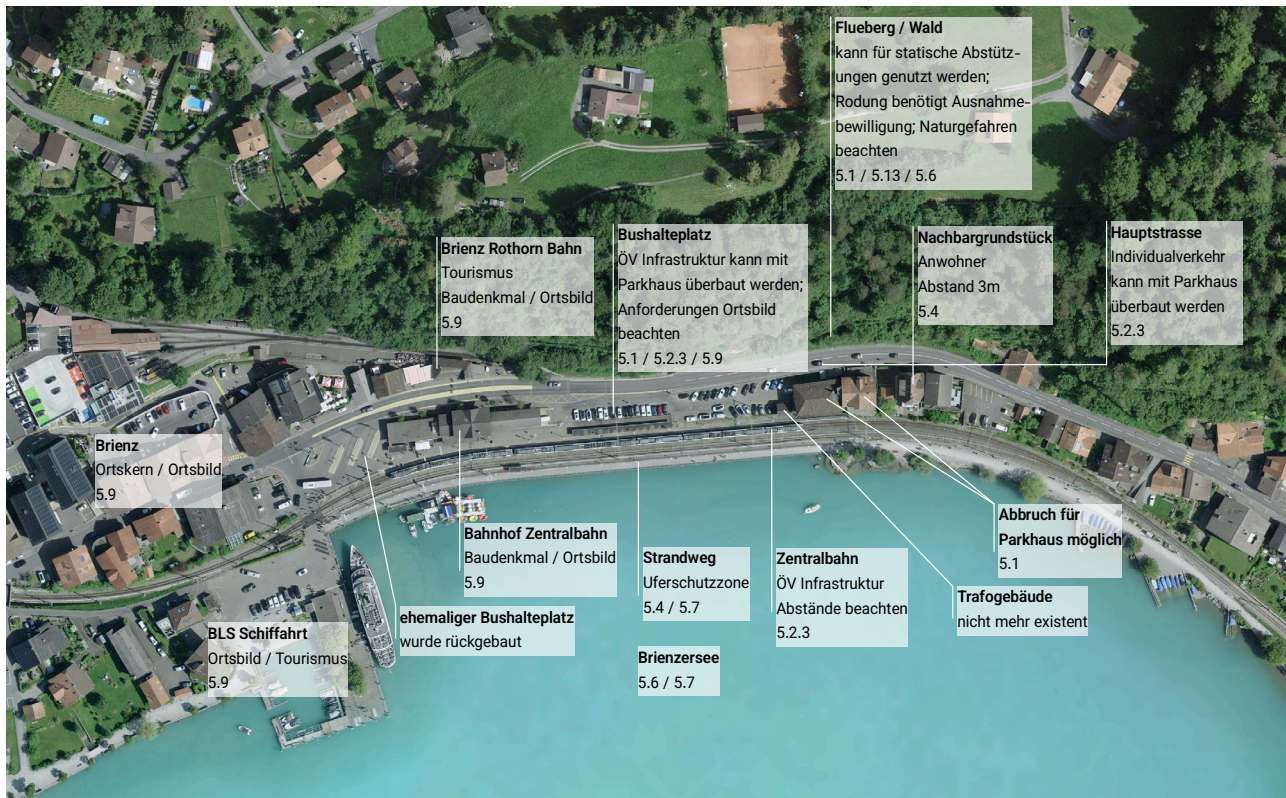 Flueberg / Wald
kann für statische Abstütz-
ungen genutzt werden;
Rodung benötigt Ausnahme-
bewilligung; Naturgefahren
beachten
5.1 / 5.13 / 5.6
Brienz Rothorn Bahn
Tourismus
Baudenkmal / Ortsbild
5.9
Bushalteplatz
ÖV Infrastruktur kann mit
Parkhaus überbaut werden;
Anforderungen Ortsbild
beachten
5.1 / 5.2.3 / 5.9
Nachbargrundstück
Anwohner
Abstand 3m
5.4
Hauptstrasse
Individualverkehr
kann mit Parkhaus
überbaut werden
5.2.3
Brienz
Ortskern / Ortsbild
5.9
Bahnhof Zentralbahn
Baudenkmal / Ortsbild
5.9
Strandweg
Uferschutzzone
5.4 / 5.7
Zentralbahn
ÖV Infrastruktur
Abstände beachten
5.2.3
Abbruch für
Parkhaus möglich
5.1
Trafogebäude
nicht mehr existent
ehemaliger Bushalteplatz
wurde rückgebaut
BLS Schiffahrt
Ortsbild / Tourismus
5.9
Brienzersee
5.6 / 5.7